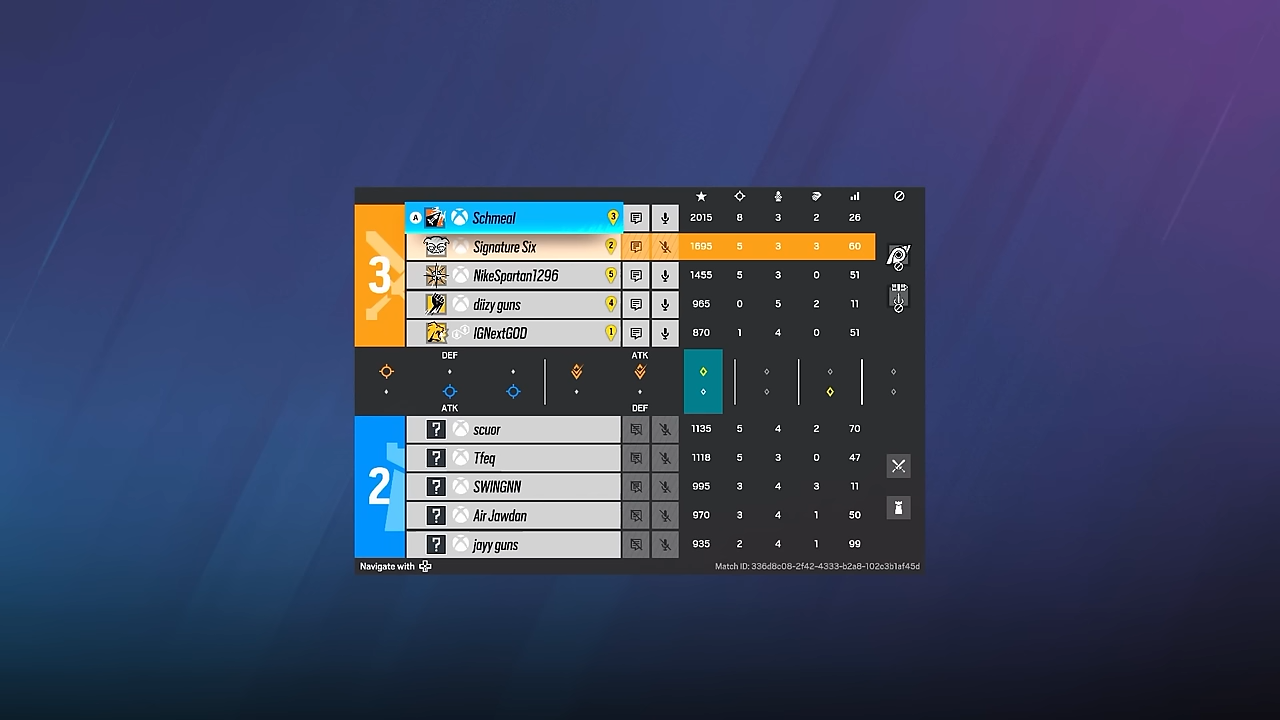 3
A Schmeal 3 2015 8 3 2 26
Signature Six 2 1695 5 3 3 60
NikeSpartan1296 5 1455 5 3 0 51
diizy guns 4 965 0 5 2 11
IGNextGOD 1 870 1 4 0 51
DEF ATK
ATK DEF
2
? scuor 1135 5 4 2 70
? Tfeq 1118 5 3 0 47
? SWINGNN 995 3 4 3 11
? Air Jawdan 970 3 4 1 50
? jayy guns 935 2 4 1 99
Navigate with Match ID: 336d8c08-2f42-4333-b2a8-102c3b1af45d